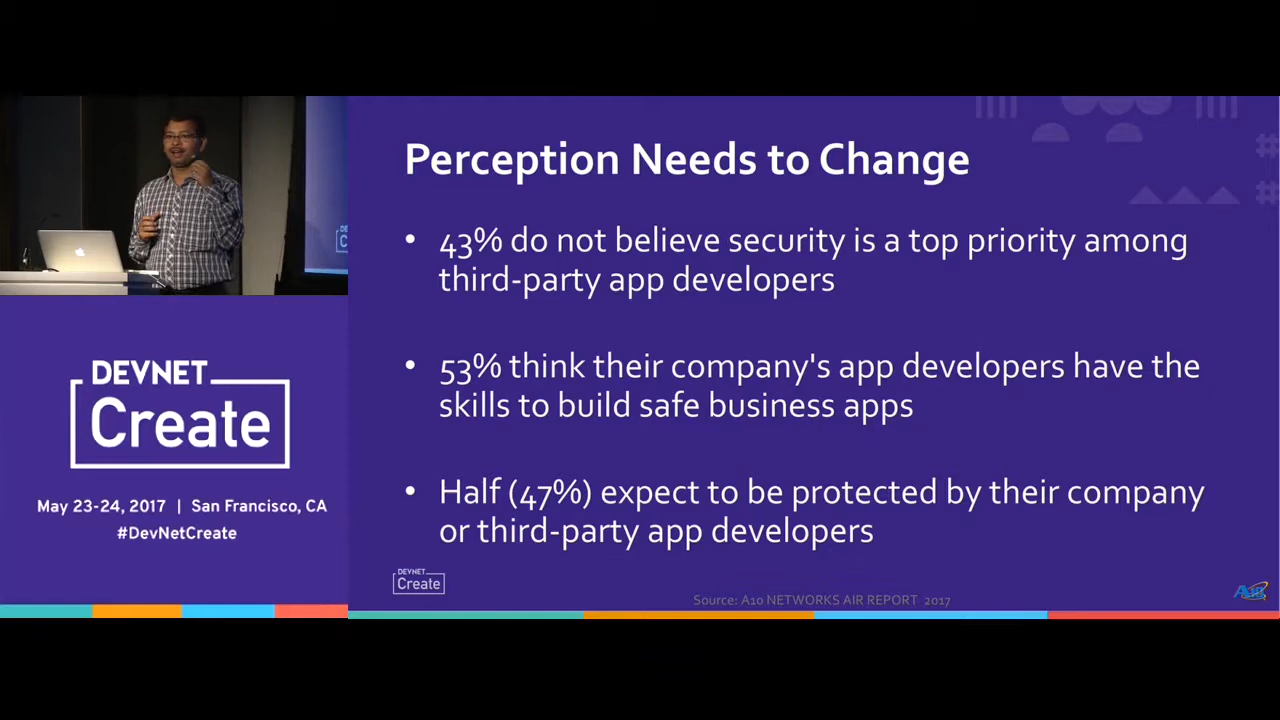 Perception Needs to Change
• 43% do not believe security is a top priority among
third-party app developers
• 53% think their company's app developers have the
skills to build safe business apps
• Half (47%) expect to be protected by their company
or third-party app developers
DEVNET
Create
May 23-24, 2017 | San Francisco, CA
#DevNetCreate
DEVNET
Create
Source: A10 NETWORKS AIR REPORT 2017
A10